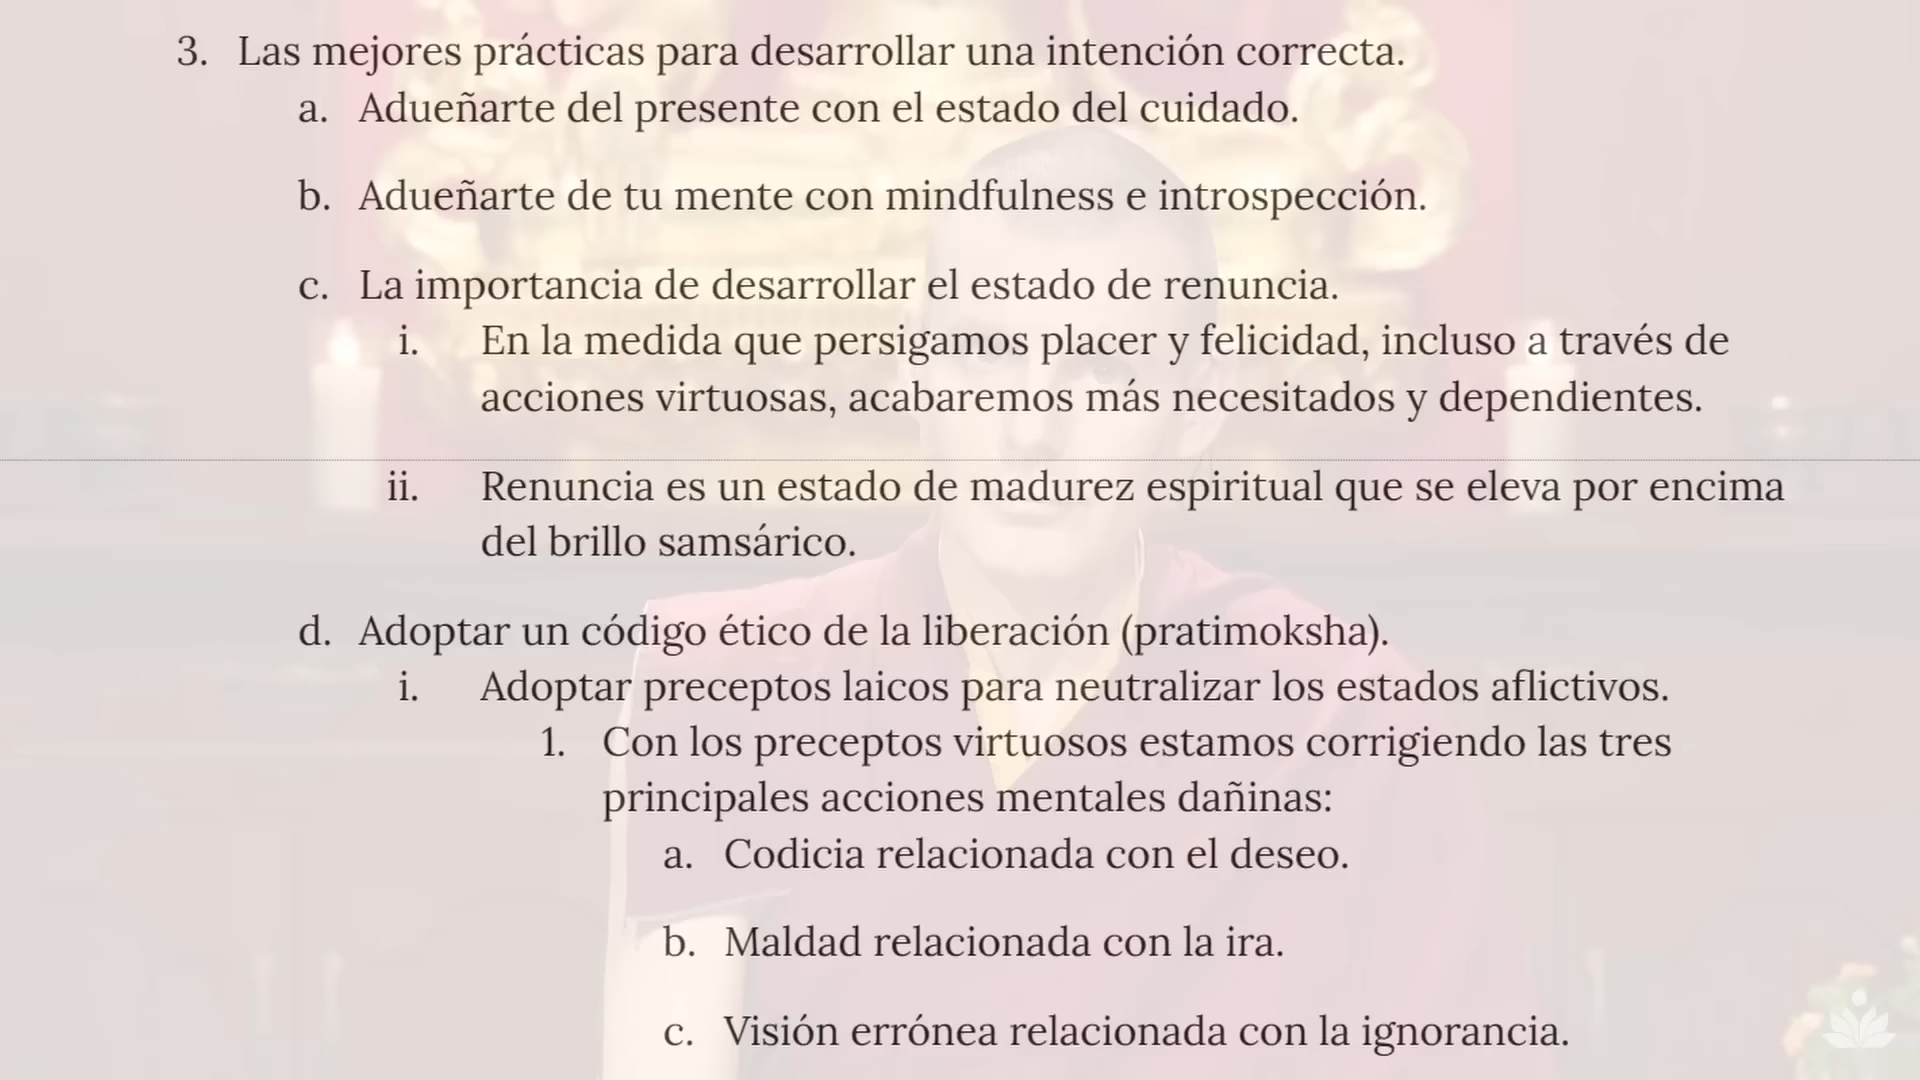 3. Las mejores prácticas para desarrollar una intención correcta.
a. Adueñarte del presente con el estado del cuidado.
b. Adueñarte de tu mente con mindfulness e introspección.
c. La importancia de desarrollar el estado de renuncia.
i. En la medida que persigamos placer y felicidad, incluso a través de
acciones virtuosas, acabaremos más necesitados y dependientes.
ii. Renuncia es un estado de madurez espiritual que se eleva por encima
del brillo samsárico.
d. Adoptar un código ético de la liberación (pratimoksha).
i. Adoptar preceptos laicos para neutralizar los estados aflictivos.
1. Con los preceptos virtuosos estamos corrigiendo las tres
principales acciones mentales dañinas:
a. Codicia relacionada con el deseo.
b. Maldad relacionada con la ira.
c. Visión errónea relacionada con la ignorancia.